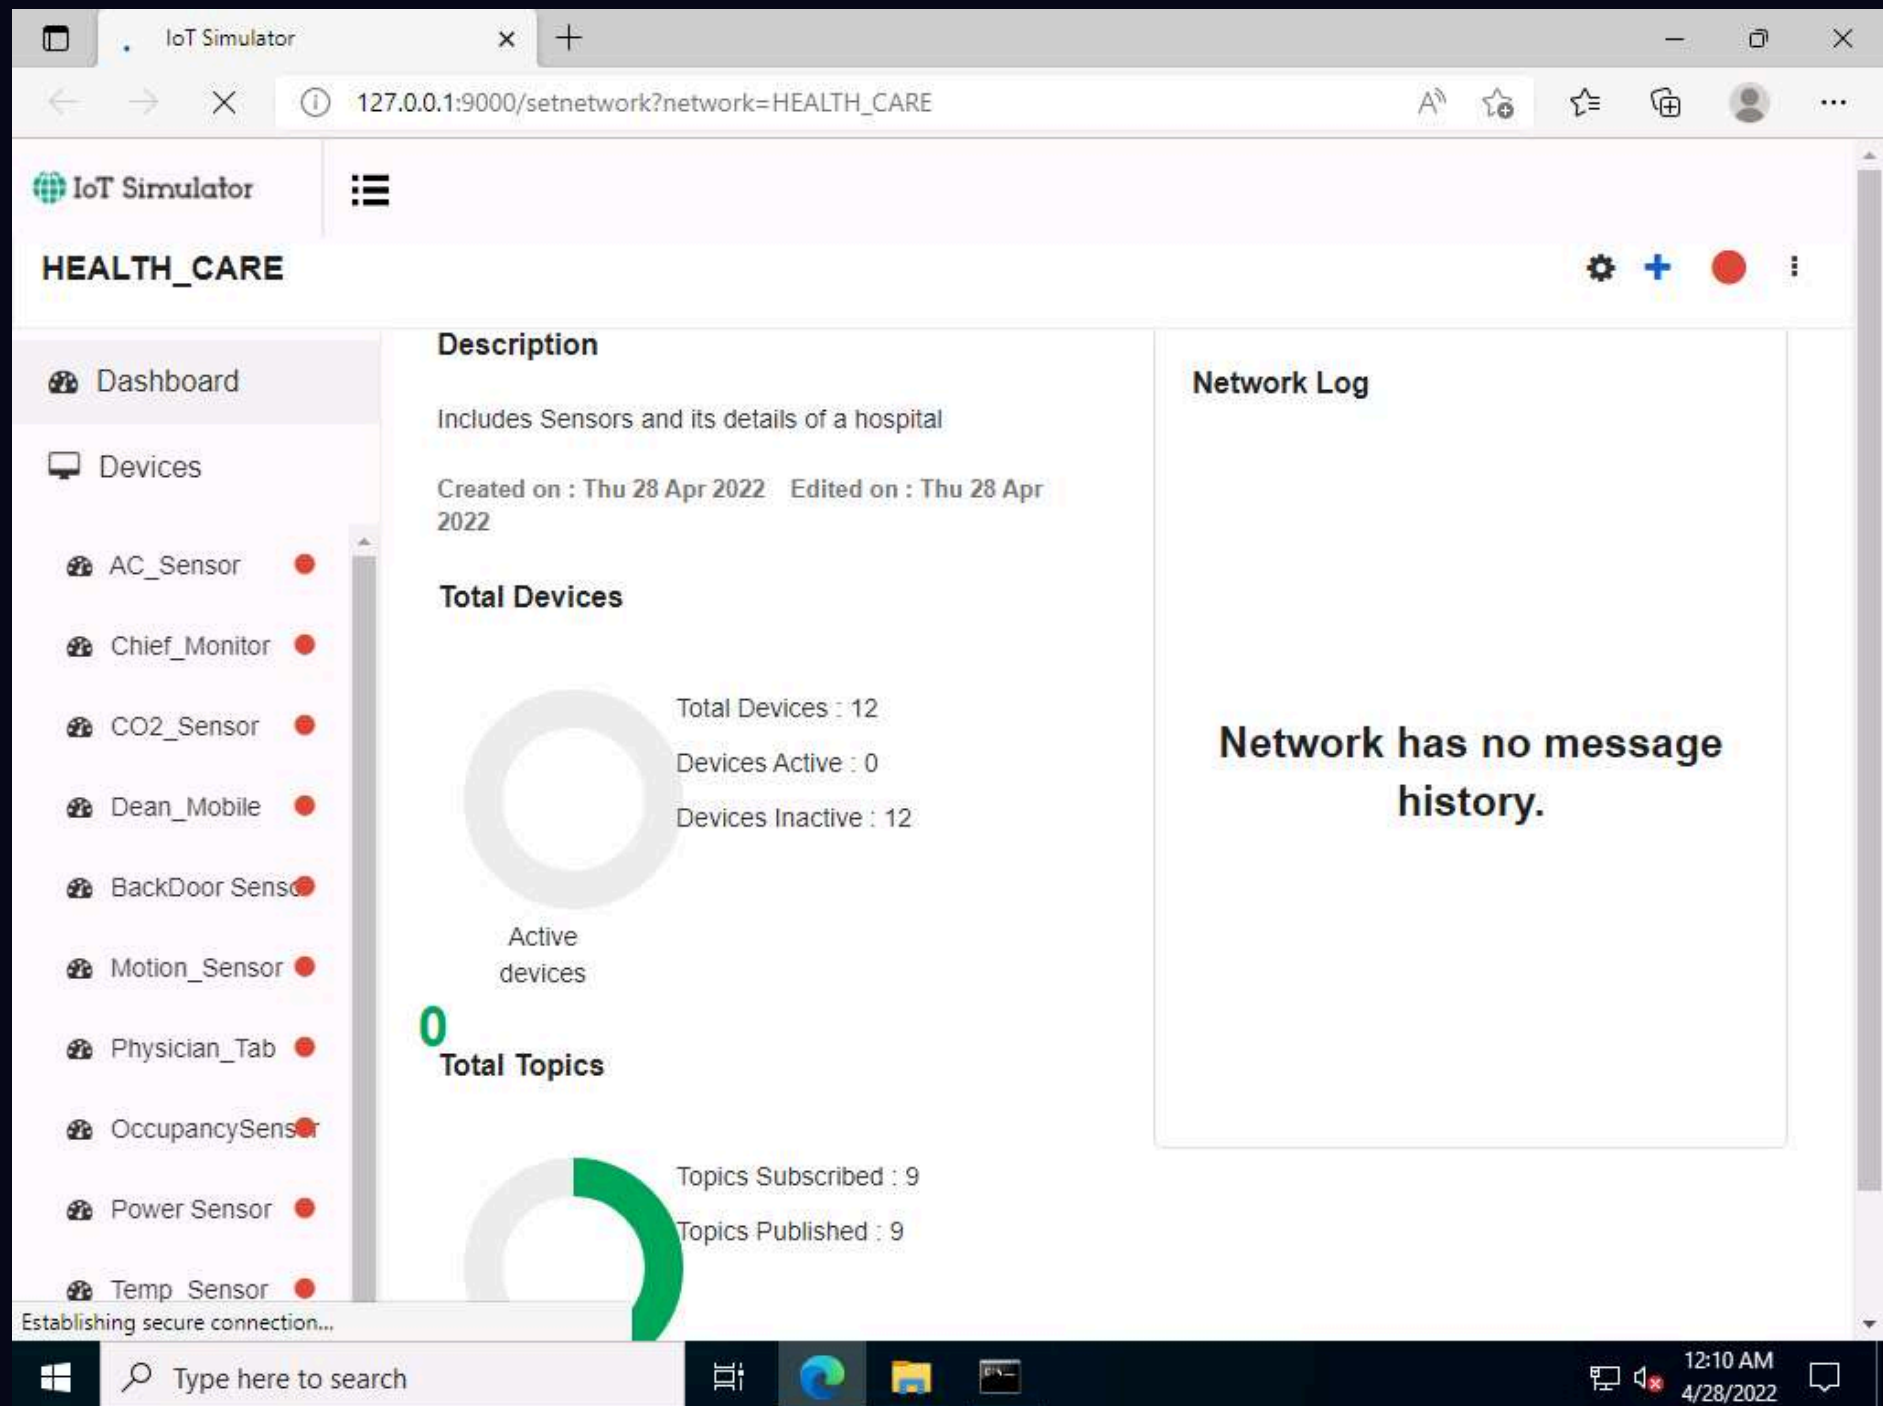 IoT Simulator
127.0.0.1:9000/setnetwork?network=HEALTH_CARE
IoT Simulator
HEALTH_CARE
Dashboard
Devices
AC_Sensor
Chief_Monitor
CO2_Sensor
Dean_Mobile
BackDoor Senso
Motion_Sensor
Physician_Tab
OccupancySensor
Power Sensor
Temp_Sensor
Description
Includes Sensors and its details of a hospital
Created on : Thu 28 Apr 2022 Edited on : Thu 28 Apr
2022
Total Devices
Total Devices : 12
Devices Active : 0
Devices Inactive : 12
Active
devices
0
Total Topics
Topics Subscribed : 9
Topics Published : 9
Network Log
Network has no message
history.
Establishing secure connection...
Type here to search
12:10 AM
4/28/2022